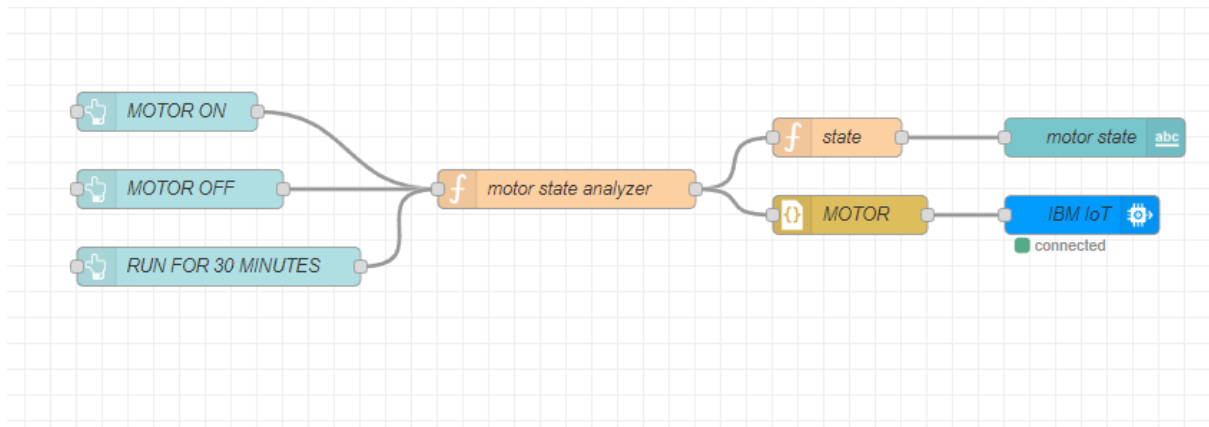 MOTOR ON
MOTOR OFF
RUN FOR 30 MINUTES
f motor state analyzer
f state
motor state abc
{} MOTOR
IBM IoT
connected